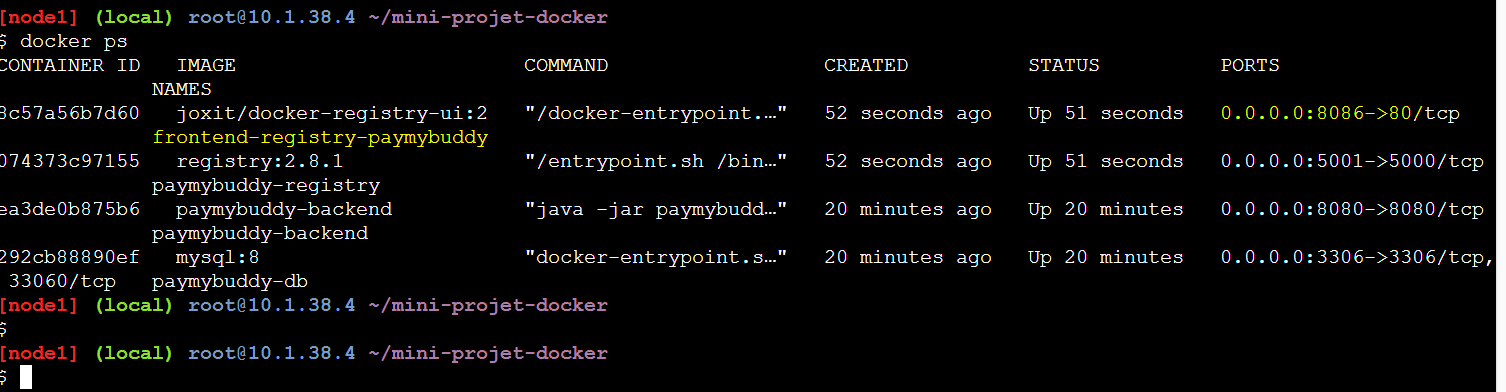 [node1] (local) root@10.1.38.4 ~/mini-projet-docker
$ docker ps
CONTAINER ID   IMAGE                        COMMAND                  CREATED          STATUS          PORTS
             NAMES
8c57a56b7d60   joxit/docker-registry-ui:2   "/docker-entrypoint.…"   52 seconds ago   Up 51 seconds   0.0.0.0:8086->80/tcp
             frontend-registry-paymybuddy
074373c97155   registry:2.8.1               "/entrypoint.sh /bin…"   52 seconds ago   Up 51 seconds   0.0.0.0:5001->5000/tcp
             paymybuddy-registry
ea3de0b875b6   paymybuddy-backend           "java -jar paymybudd…"   20 minutes ago   Up 20 minutes   0.0.0.0:8080->8080/tcp
             paymybuddy-backend
292cb88890ef   mysql:8                      "docker-entrypoint.s…"   20 minutes ago   Up 20 minutes   0.0.0.0:3306->3306/tcp,
 33060/tcp   paymybuddy-db
[node1] (local) root@10.1.38.4 ~/mini-projet-docker
$
[node1] (local) root@10.1.38.4 ~/mini-projet-docker
$